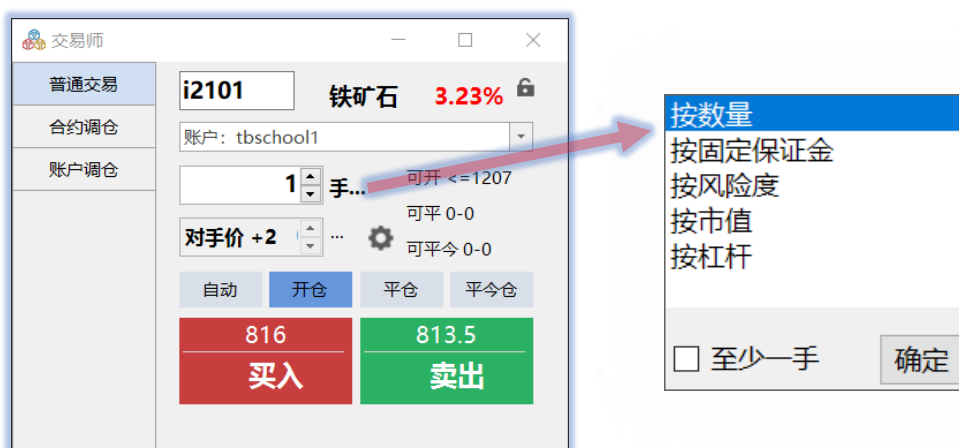 交易师
普通交易
合约调仓
账户调仓
i2101 铁矿石 3.23%
账户：tbschool1
1 手... 可开 <=1207
可平 0-0
对手价 +2 ...
可平今 0-0
自动 开仓 平仓 平今仓
816 813.5
买入 卖出
按数量
按固定保证金
按风险度
按市值
按杠杆
至少一手 确定